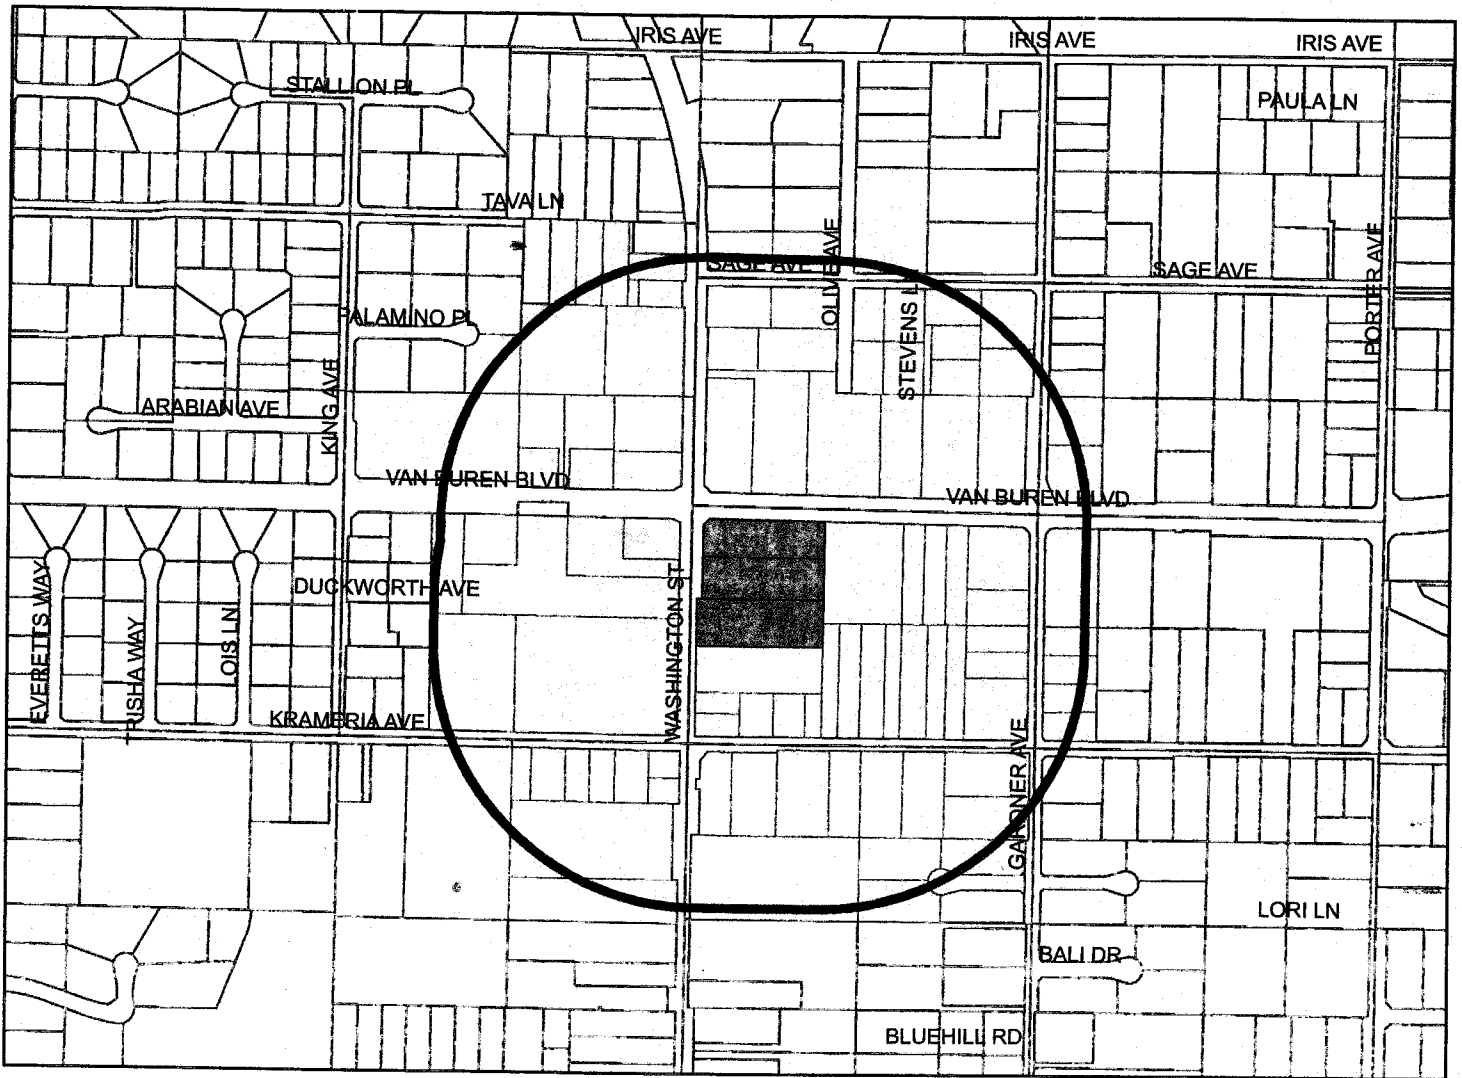 IRIS AVE
IRIS AVE
IRIS AVE
STALLION PL
PAULA LN
TAVA LN
OLIVE AVE
SAGE AVE
SAGE AVE
PORTER AVE
PALAMINO PL
STEVENS L
KING AVE
ARABIAN AVE
VAN BUREN BLVD
VAN BUREN BLVD
DUCKWORTH AVE
EVERETTS WAY
TRISHA WAY
LOIS LN
WASHINGTON ST
KRAMERIA AVE
GARDNER AVE
LORI LN
BALI DR
BLUEHILL RD